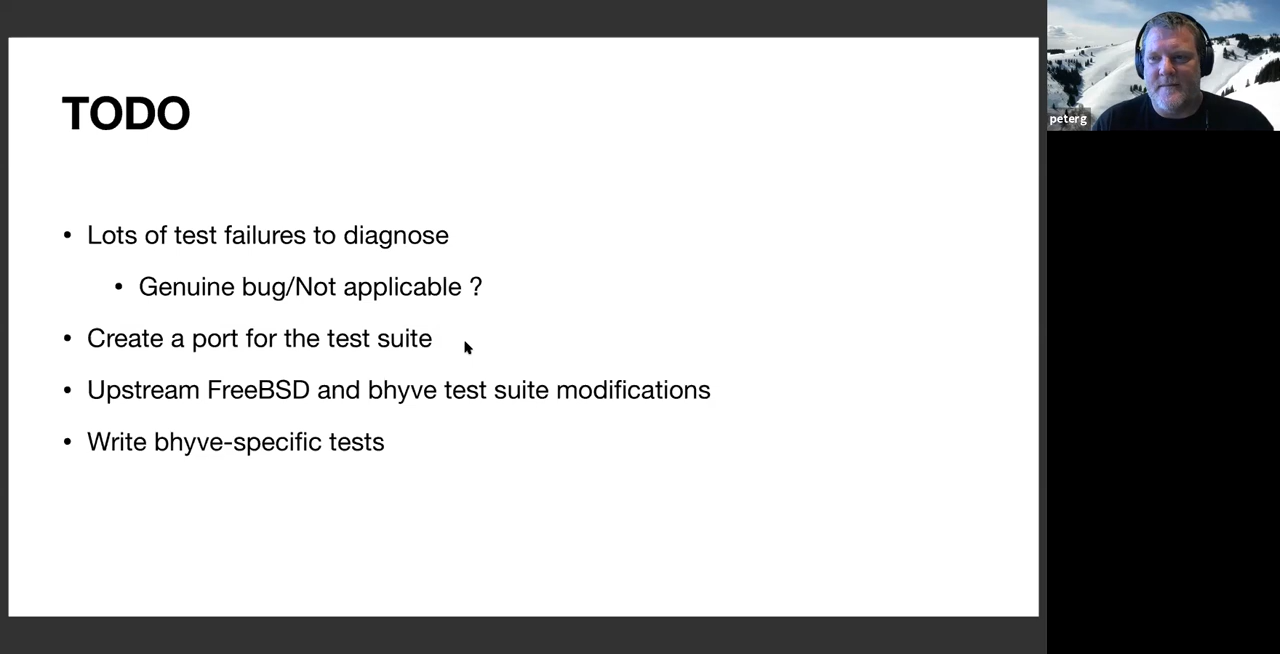 TODO
• Lots of test failures to diagnose
• Genuine bug/Not applicable ?
• Create a port for the test suite
• Upstream FreeBSD and bhyve test suite modifications
• Write bhyve-specific tests
peterg